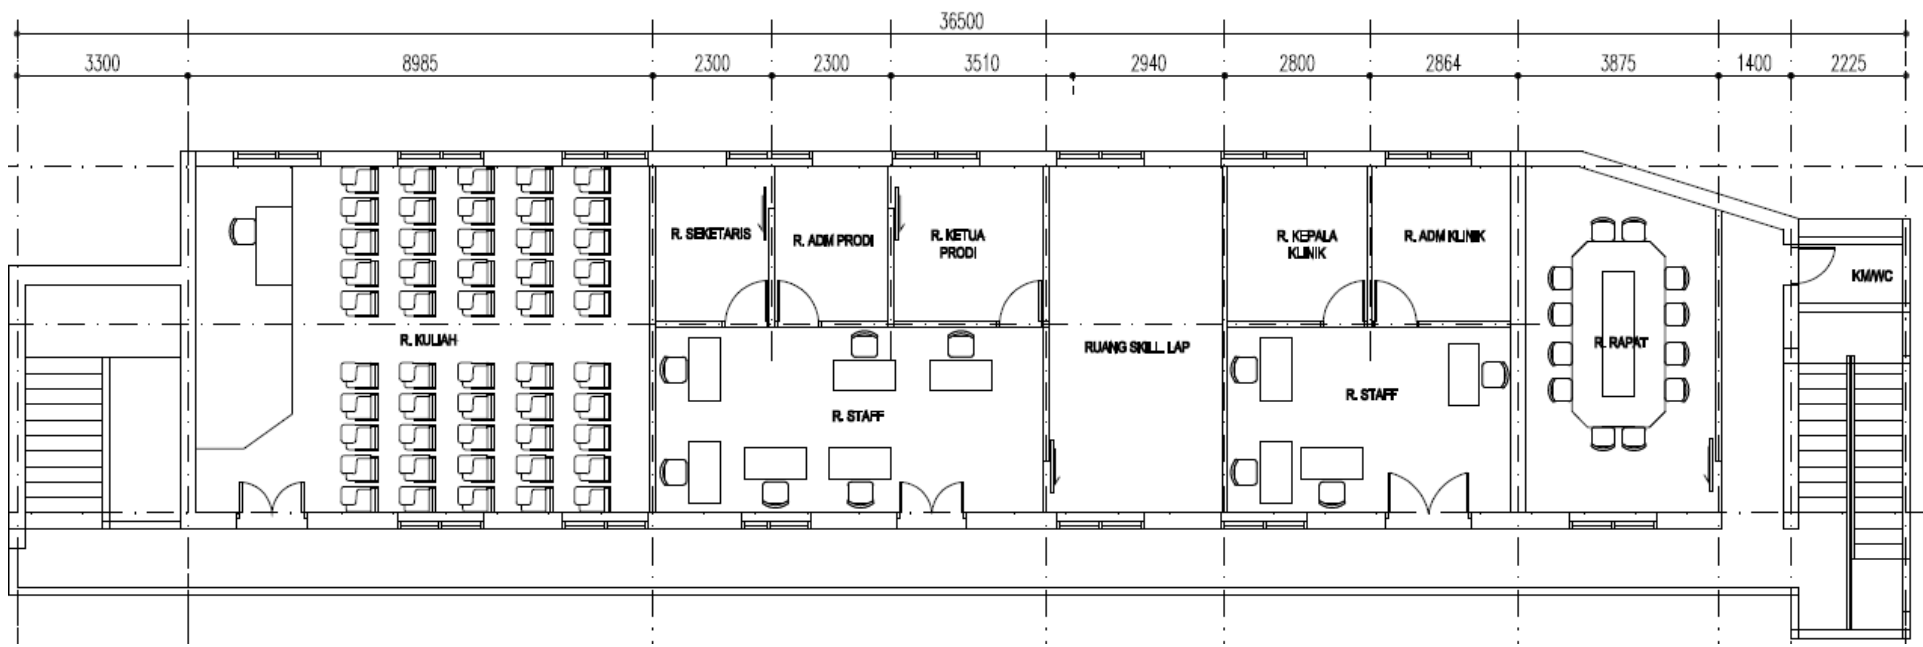 36500
3300 8985 2300 2300 3510 2940 2800 2864 3875 1400 2225
R. SEKETARIS
R. ADM PRODI
R. KETUA
PRODI
R. KEPALA
KLINIK
R. ADM KLINIK
KM/WC
R. KULIAH
RUANG SKILL LAP
R. RAPAT
R. STAFF
R. STAFF